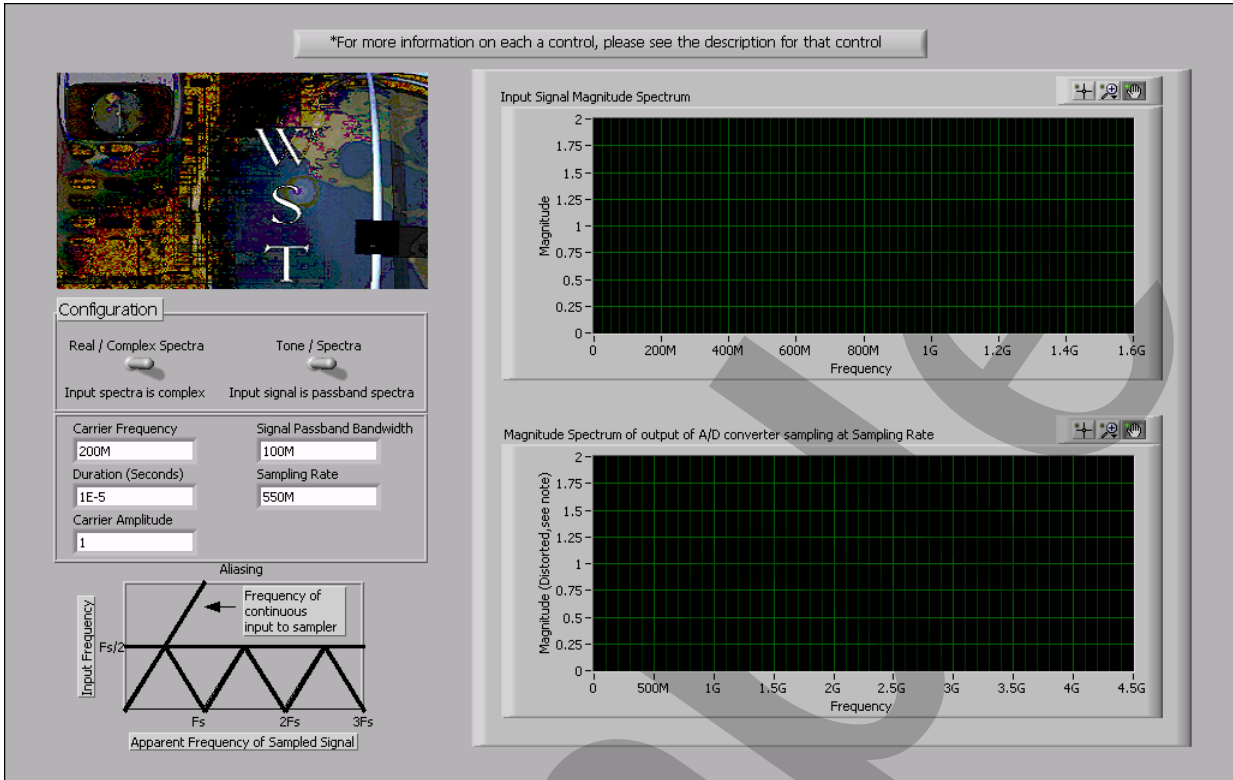 *For more information on each a control, please see the description for that control
W
S
T
Configuration
Real / Complex Spectra
Tone / Spectra
Input spectra is complex
Input signal is passband spectra
Carrier Frequency
200M
Signal Passband Bandwidth
100M
Duration (Seconds)
1E-5
Sampling Rate
550M
Carrier Amplitude
1
Aliasing
Frequency of
continuous
input to sampler
Input Frequency
Fs/2
Fs 2Fs 3Fs
Apparent Frequency of Sampled Signal
Input Signal Magnitude Spectrum
Magnitude
2
1.75
1.5
1.25
1
0.75
0.5
0.25
0
0 200M 400M 600M 800M 1G 1.2G 1.4G 1.6G
Frequency
Magnitude Spectrum of output of A/D converter sampling at Sampling Rate
Magnitude (Distorted,see note)
2
1.75
1.5
1.25
1
0.75
0.5
0.25
0
0 500M 1G 1.5G 2G 2.5G 3G 3.5G 4G 4.5G
Frequency